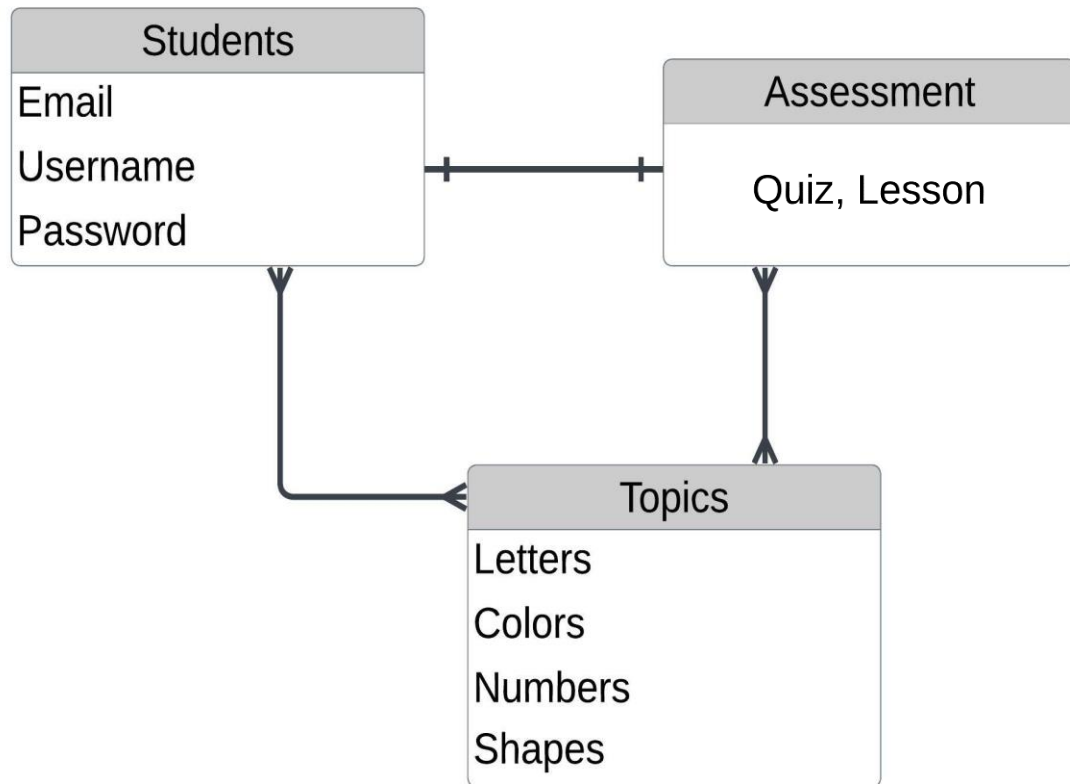 Students
Email
Username
Password
Assessment
Quiz, Lesson
Topics
Letters
Colors
Numbers
Shapes